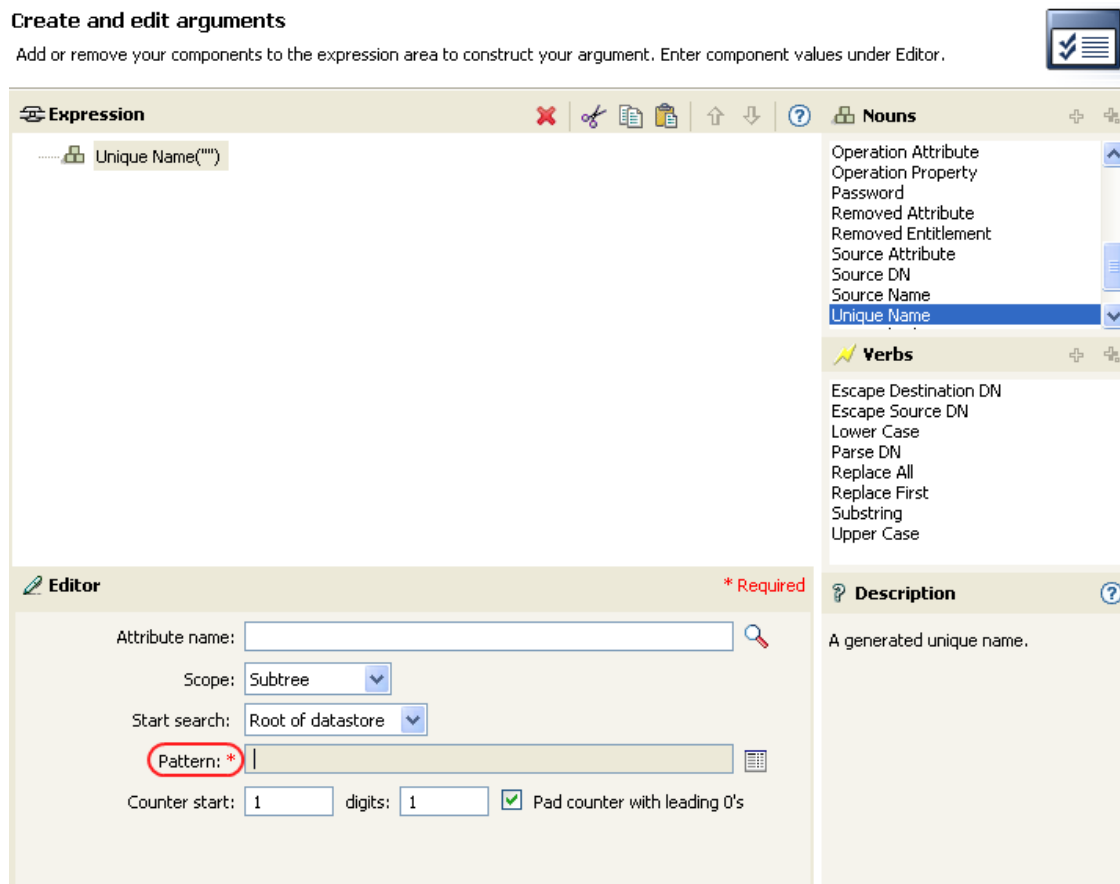 Create and edit arguments
Add or remove your components to the expression area to construct your argument. Enter component values under Editor.
Expression
Unique Name("")
Nouns
Operation Attribute
Operation Property
Password
Removed Attribute
Removed Entitlement
Source Attribute
Source DN
Source Name
Unique Name
Verbs
Escape Destination DN
Escape Source DN
Lower Case
Parse DN
Replace All
Replace First
Substring
Upper Case
Editor
* Required
Attribute name:
Scope: Subtree
Start search: Root of datastore
Pattern: *
Counter start: 1 digits: 1 Pad counter with leading 0's
Description
A generated unique name.